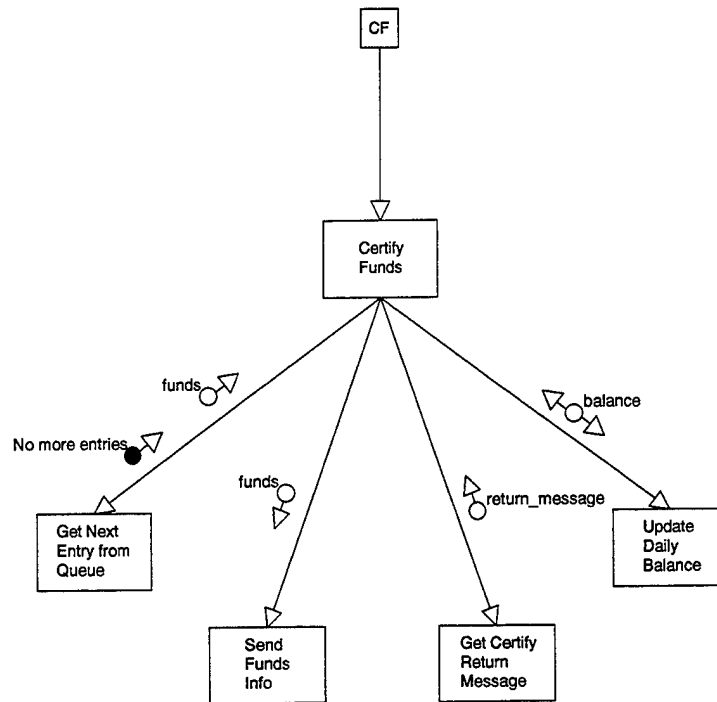 CF
Certify
Funds
funds
balance
No more entries
funds
return_message
Get Next
Entry from
Queue
Update
Daily
Balance
Send
Funds
Info
Get Certify
Return
Message